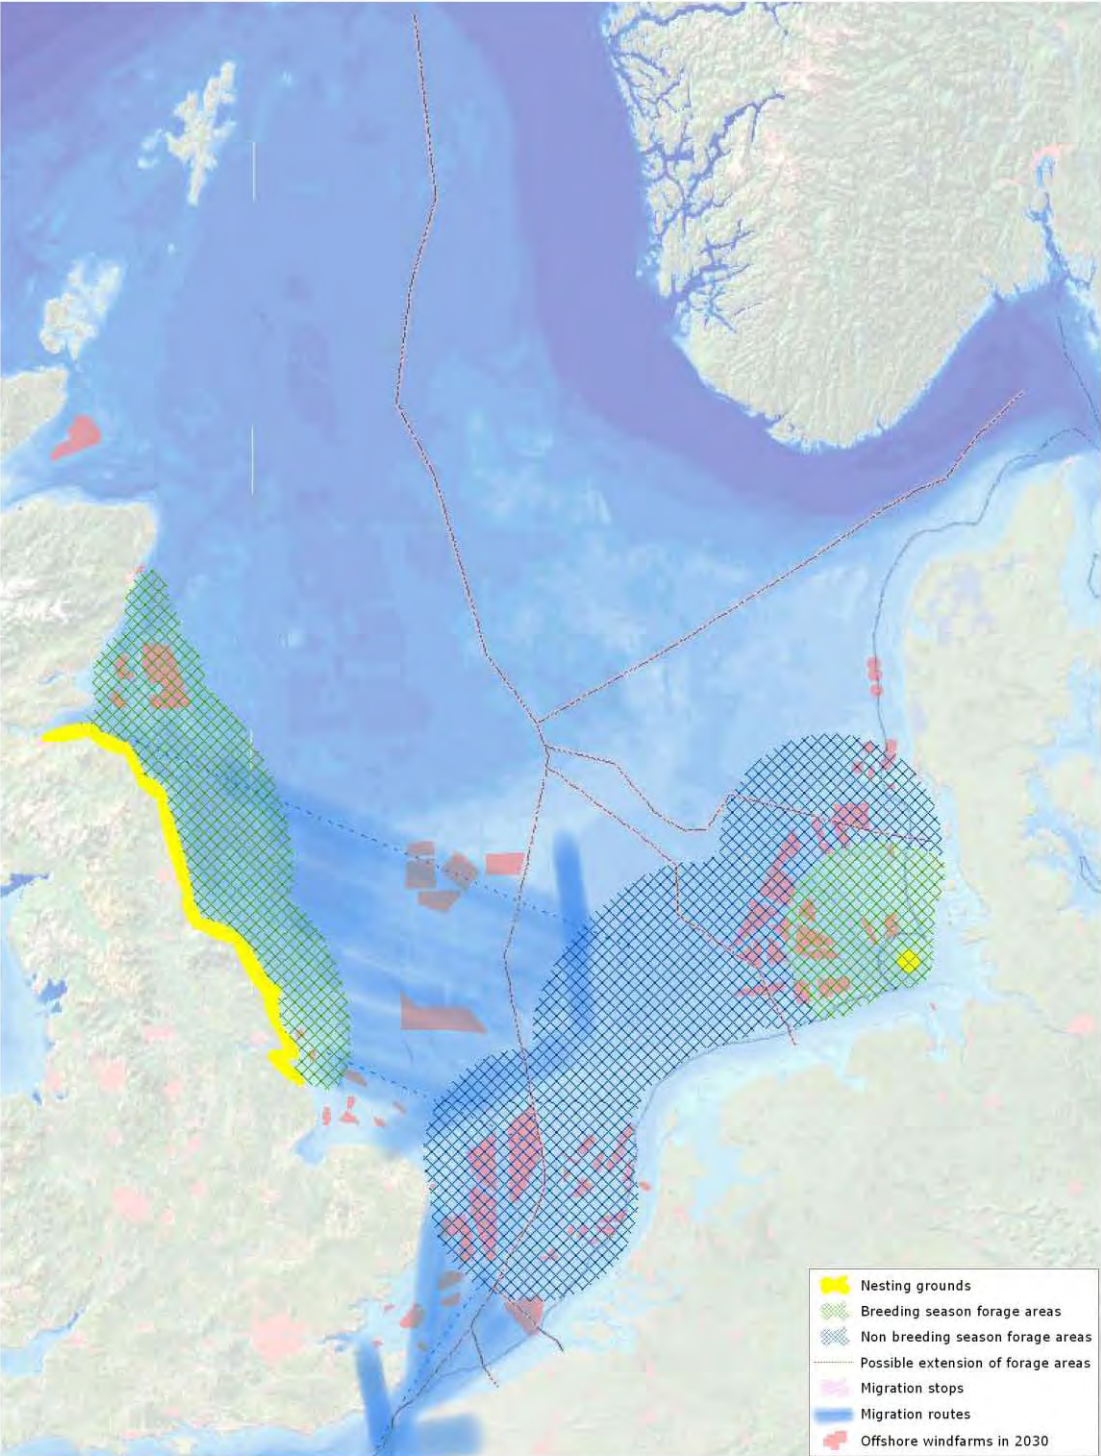 Nesting grounds
Breeding season forage areas
Non breeding season forage areas
Possible extension of forage areas
Migration stops
Migration routes
Offshore windfarms in 2030